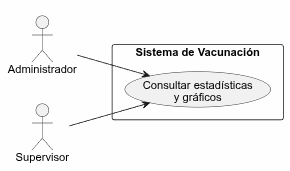 Sistema de Vacunación
Administrador
Consultar estadísticas
y gráficos
Supervisor